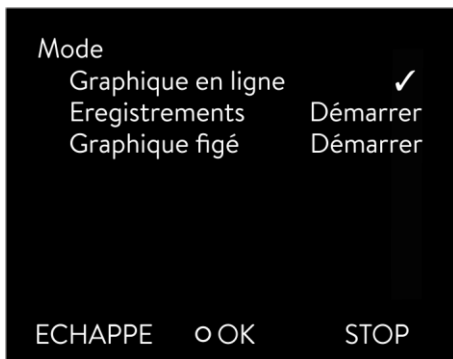 Mode
Graphique en ligne ✓
Eregistrements Démarrer
Graphique figé Démarrer
ECHAPPE O OK STOP